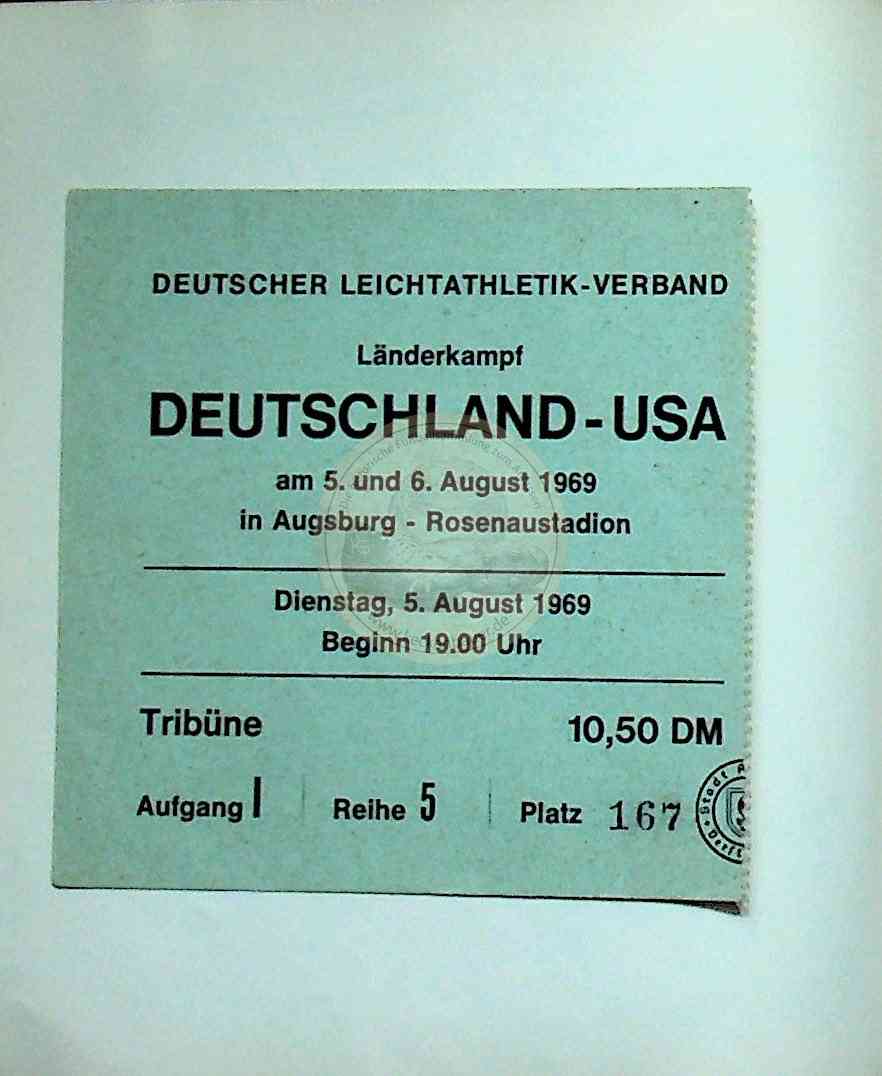 DEUTSCHER LEICHTATHLETIK-VERBAND
Länderkampf
DEUTSCHLAND-USA
am 5. und 6. August 1969
in Augsburg - Rosenaustadion
Dienstag, 5. August 1969
Beginn 19.00 Uhr
Tribüne 10,50 DM
Aufgang I Reihe 5 Platz 167
Stadt A